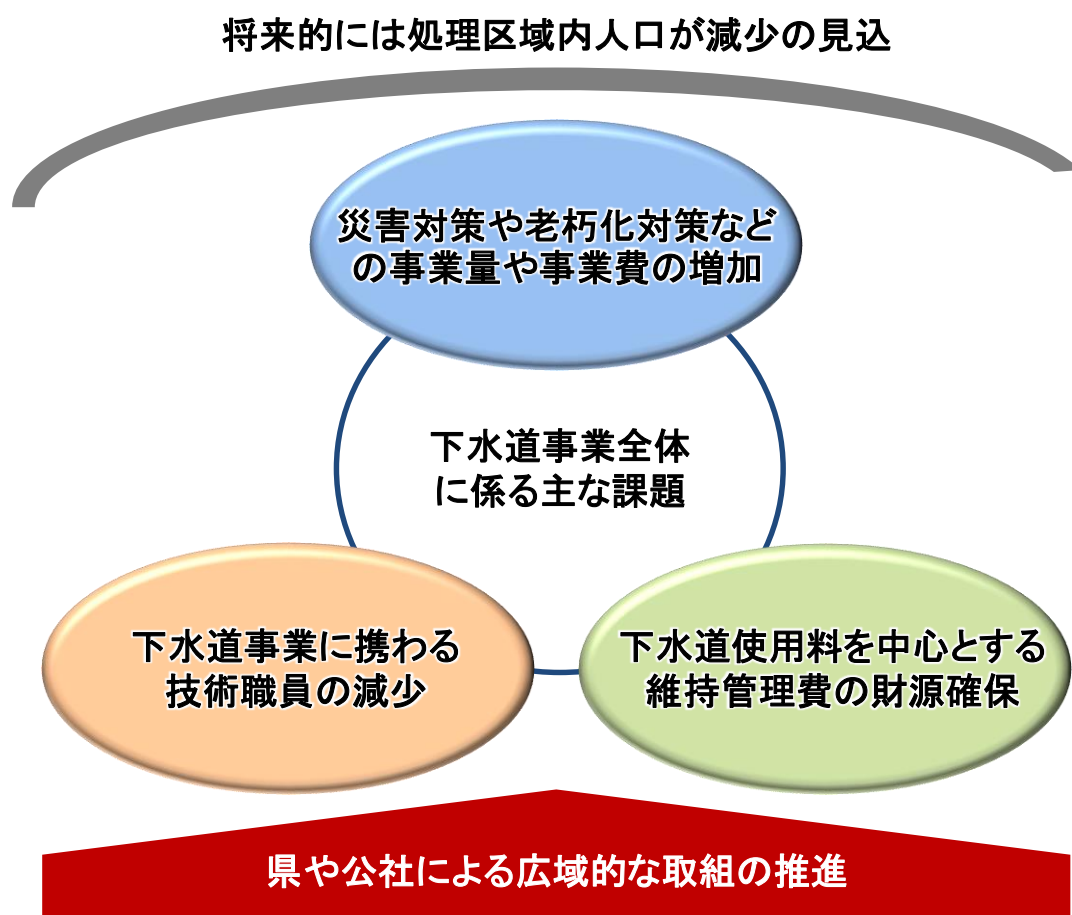 将来的には処理区域内人口が減少の見込
災害対策や老朽化対策など
の事業量や事業費の増加
下水道事業全体
に係る主な課題
下水道事業に携わる
技術職員の減少
下水道使用料を中心とする
維持管理費の財源確保
県や公社による広域的な取組の推進